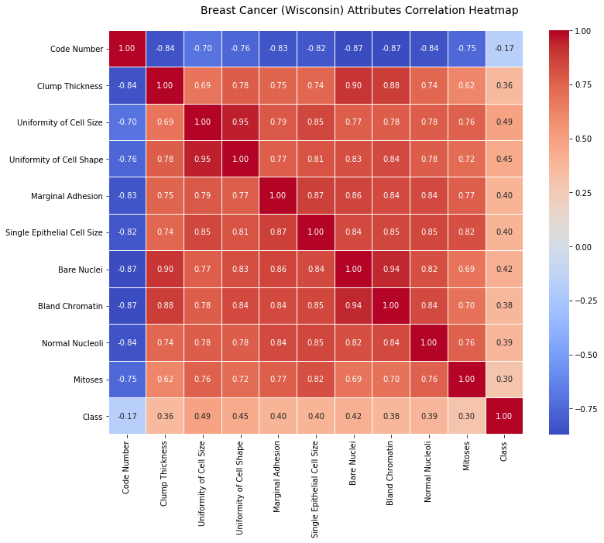 Breast Cancer (Wisconsin) Attributes Correlation Heatmap
Code Number 1.00 -0.84 -0.70 -0.76 -0.83 -0.82 -0.87 -0.87 -0.84 -0.75 -0.17
Clump Thickness -0.84 1.00 0.69 0.78 0.75 0.74 0.90 0.88 0.74 0.62 0.36
Uniformity of Cell Size -0.70 0.69 1.00 0.95 0.79 0.85 0.77 0.78 0.78 0.76 0.49
Uniformity of Cell Shape -0.76 0.78 0.95 1.00 0.77 0.81 0.83 0.84 0.78 0.72 0.45
Marginal Adhesion -0.83 0.75 0.79 0.77 1.00 0.87 0.86 0.84 0.84 0.77 0.40
Single Epithelial Cell Size -0.82 0.74 0.85 0.81 0.87 1.00 0.84 0.85 0.85 0.82 0.40
Bare Nuclei -0.87 0.90 0.77 0.83 0.86 0.84 1.00 0.94 0.82 0.69 0.42
Bland Chromatin -0.87 0.88 0.78 0.84 0.84 0.85 0.94 1.00 0.84 0.70 0.38
Normal Nucleoli -0.84 0.74 0.78 0.78 0.84 0.85 0.82 0.84 1.00 0.76 0.39
Mitoses -0.75 0.62 0.76 0.72 0.77 0.82 0.69 0.70 0.76 1.00 0.30
Class -0.17 0.36 0.49 0.45 0.40 0.40 0.42 0.38 0.39 0.30 1.00
Code Number
Clump Thickness
Uniformity of Cell Size
Uniformity of Cell Shape
Marginal Adhesion
Single Epithelial Cell Size
Bare Nuclei
Bland Chromatin
Normal Nucleoli
Mitoses
Class
1.00
0.75
0.50
0.25
0.00
-0.25
-0.50
-0.75